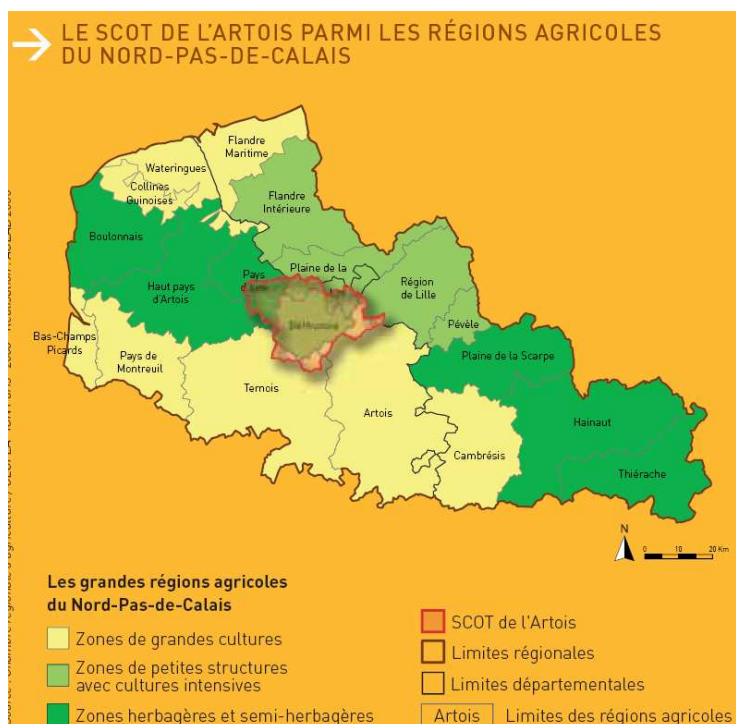 LE SCOT DE L'ARTOIS PARMI LES RÉGIONS AGRICOLES
DU NORD-PAS-DE-CALAIS
Flandre
Maritime
Wateringues
Collines
Guinoises
Flandre
Intérieure
Boulonnais
Plaine de la
Pays
Haut pays
d'Artois
Région
de Lille
Pévèle
Bas-Champs
Picards
Pays de
Montreuil
Plaine de la Scarpe
Ternois
Artois
Hainaut
Cambrésis
Thiérache
N
0 10 20 Km
Les grandes régions agricoles
du Nord-Pas-de-Calais
Zones de grandes cultures
Zones de petites structures
avec cultures intensives
Zones herbagères et semi-herbagères
SCOT de l'Artois
Limites régionales
Limites départementales
Artois Limites des régions agricoles